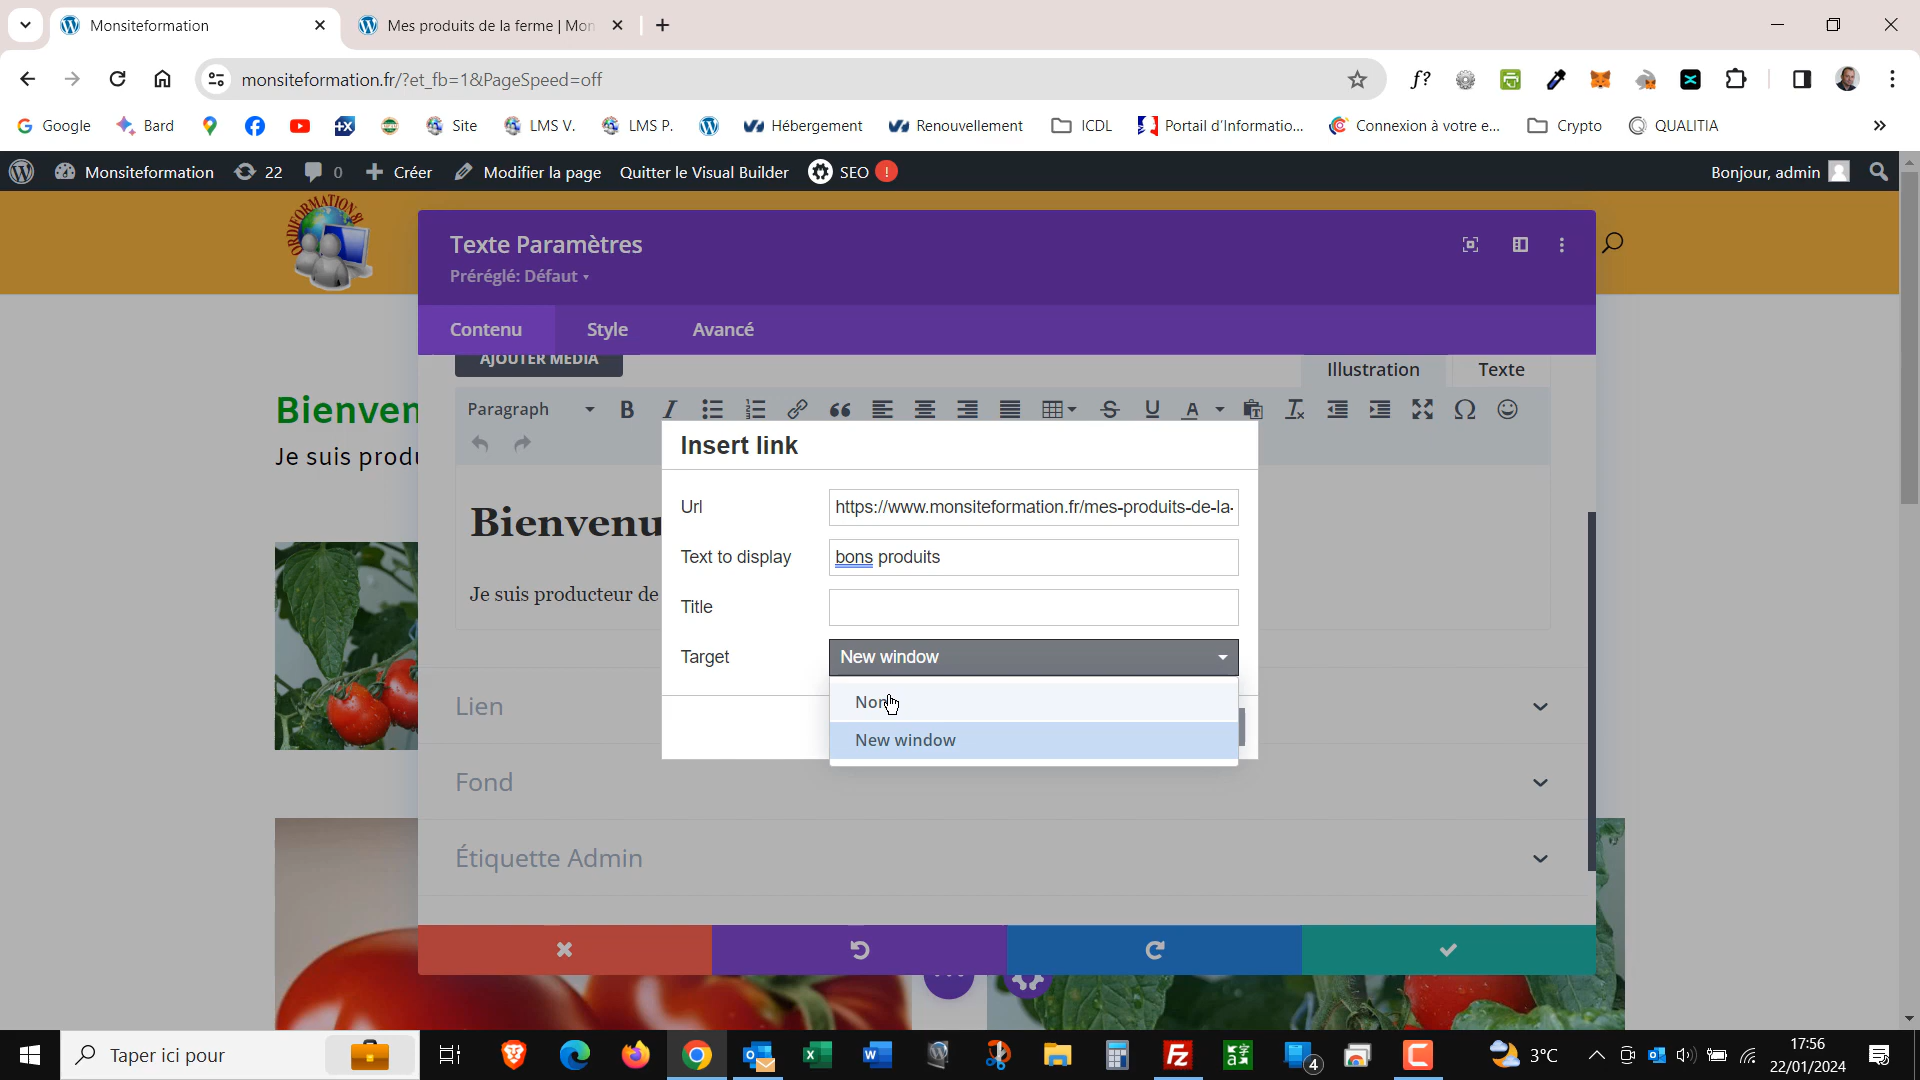 Monsiteformation
Mes produits de la ferme | Mon
monsiteformation.fr/?et_fb=1&PageSpeed=off
f?
Google
Bard
Site
LMS V.
LMS P.
Hébergement
Renouvellement
ICDL
Portail d'Informatio...
Connexion à votre e...
Crypto
QUALITIA
»
Monsiteformation
22
0
Créer
Modifier la page
Quitter le Visual Builder
SEO
!
Bonjour, admin
ORDIFORMATION81
Texte Paramètres
Préréglé: Défaut
Contenu
Style
Avancé
AJOUTER MEDIA
Illustration
Texte
Paragraph
Bienven
Je suis produ
Bienvenu
Je suis producteur de
Insert link
Url
https://www.monsiteformation.fr/mes-produits-de-la-
Text to display
bons produits
Title
Target
New window
New window
Lien
Fond
Étiquette Admin
Taper ici pour
4
3°C
17:56
22/01/2024